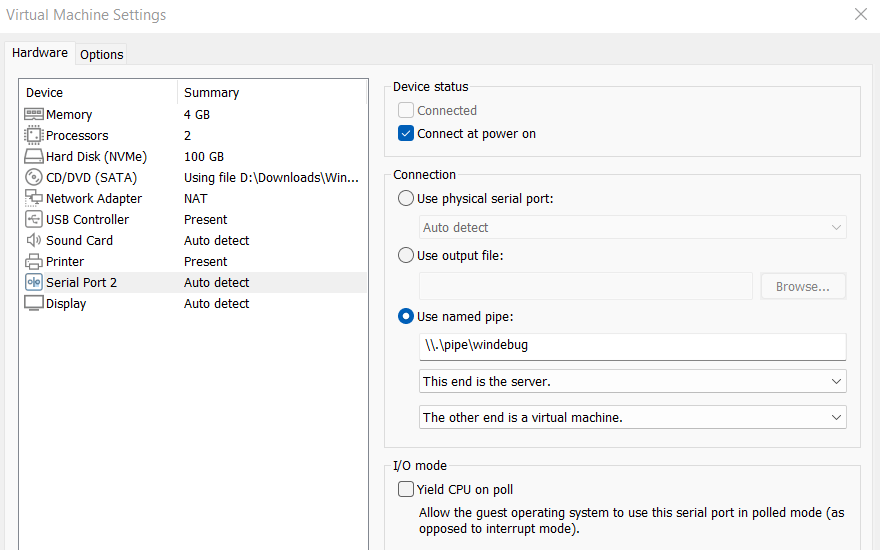 Virtual Machine Settings
Hardware Options
Device Summary
Memory 4 GB
Processors 2
Hard Disk (NVMe) 100 GB
CD/DVD (SATA) Using file D:\Downloads\Win...
Network Adapter NAT
USB Controller Present
Sound Card Auto detect
Printer Present
Serial Port 2 Auto detect
Display Auto detect
Device status
Connected
Connect at power on
Connection
Use physical serial port:
Auto detect
Use output file:
Browse...
Use named pipe:
\\.\pipe\windebug
This end is the server.
The other end is a virtual machine.
I/O mode
Yield CPU on poll
Allow the guest operating system to use this serial port in polled mode (as
opposed to interrupt mode).